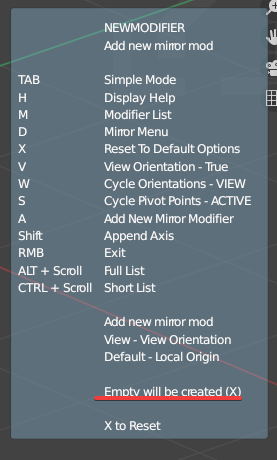 NEWMODIFIER
Add new mirror mod
TAB Simple Mode
H Display Help
M Modifier List
D Mirror Menu
X Reset To Default Options
V View Orientation - True
W Cycle Orientations - VIEW
S Cycle Pivot Points - ACTIVE
A Add New Mirror Modifier
Shift Append Axis
RMB Exit
ALT + Scroll Full List
CTRL + Scroll Short List
Add new mirror mod
View - View Orientation
Default - Local Origin
Empty will be created (X)
X to Reset